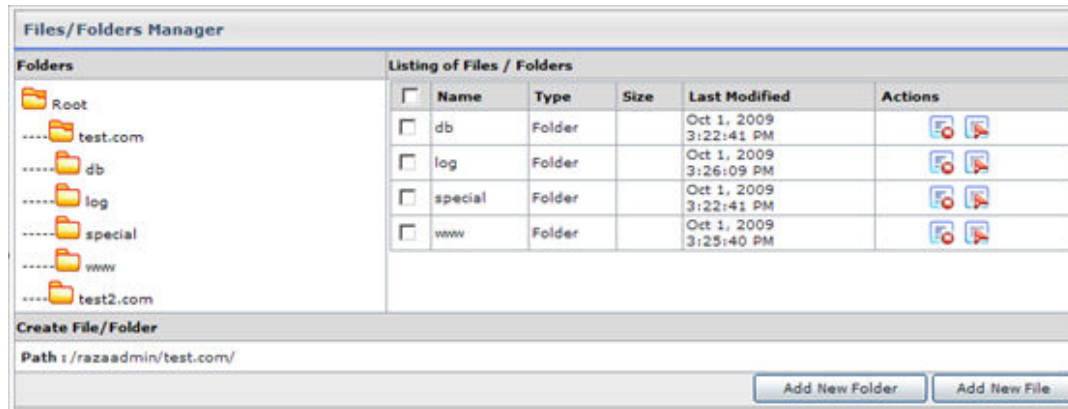 Files/Folders Manager
Folders
Root
----test.com
-----db
-----log
-----special
-----www
----test2.com
Listing of Files / Folders
Name Type Size Last Modified Actions
db Folder Oct 1, 2009
3:22:41 PM
log Folder Oct 1, 2009
3:26:09 PM
special Folder Oct 1, 2009
3:22:41 PM
www Folder Oct 1, 2009
3:25:40 PM
Create File/Folder
Path : /razaadmin/test.com/
Add New Folder Add New File